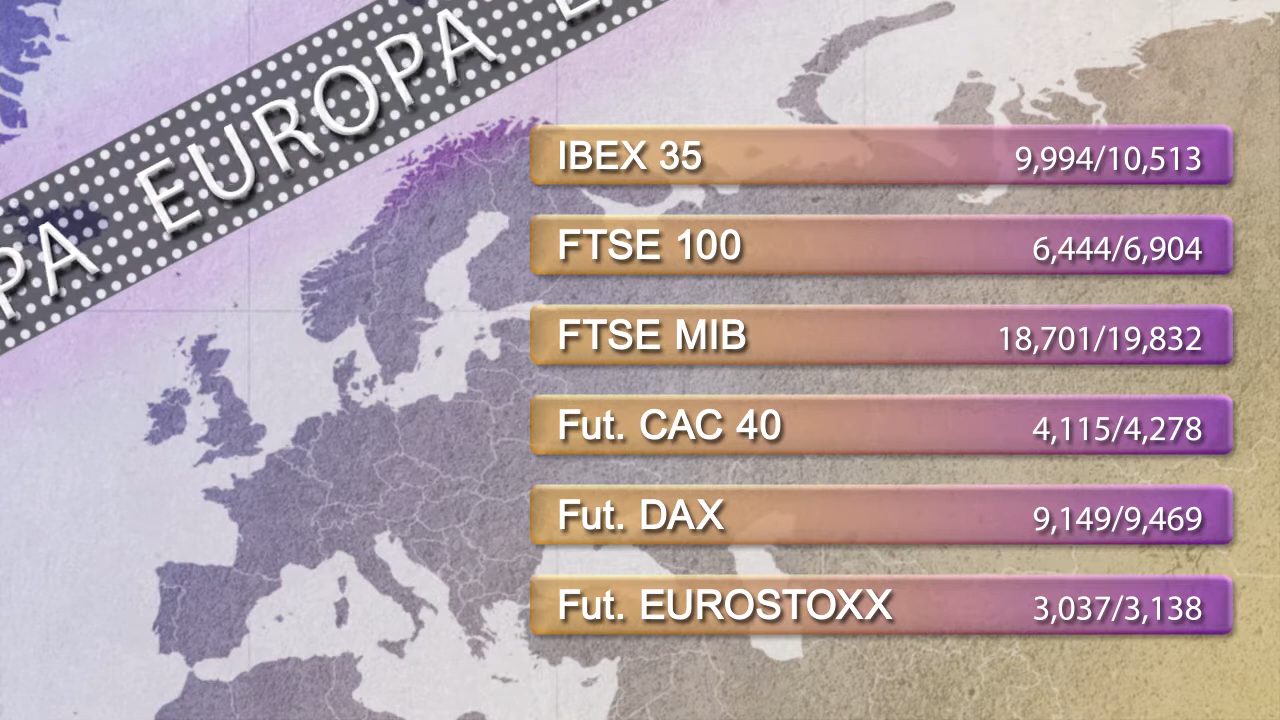 EUROPA
PA
IBEX 35 9,994/10,513
FTSE 100 6,444/6,904
FTSE MIB 18,701/19,832
Fut. CAC 40 4,115/4,278
Fut. DAX 9,149/9,469
Fut. EUROSTOXX 3,037/3,138